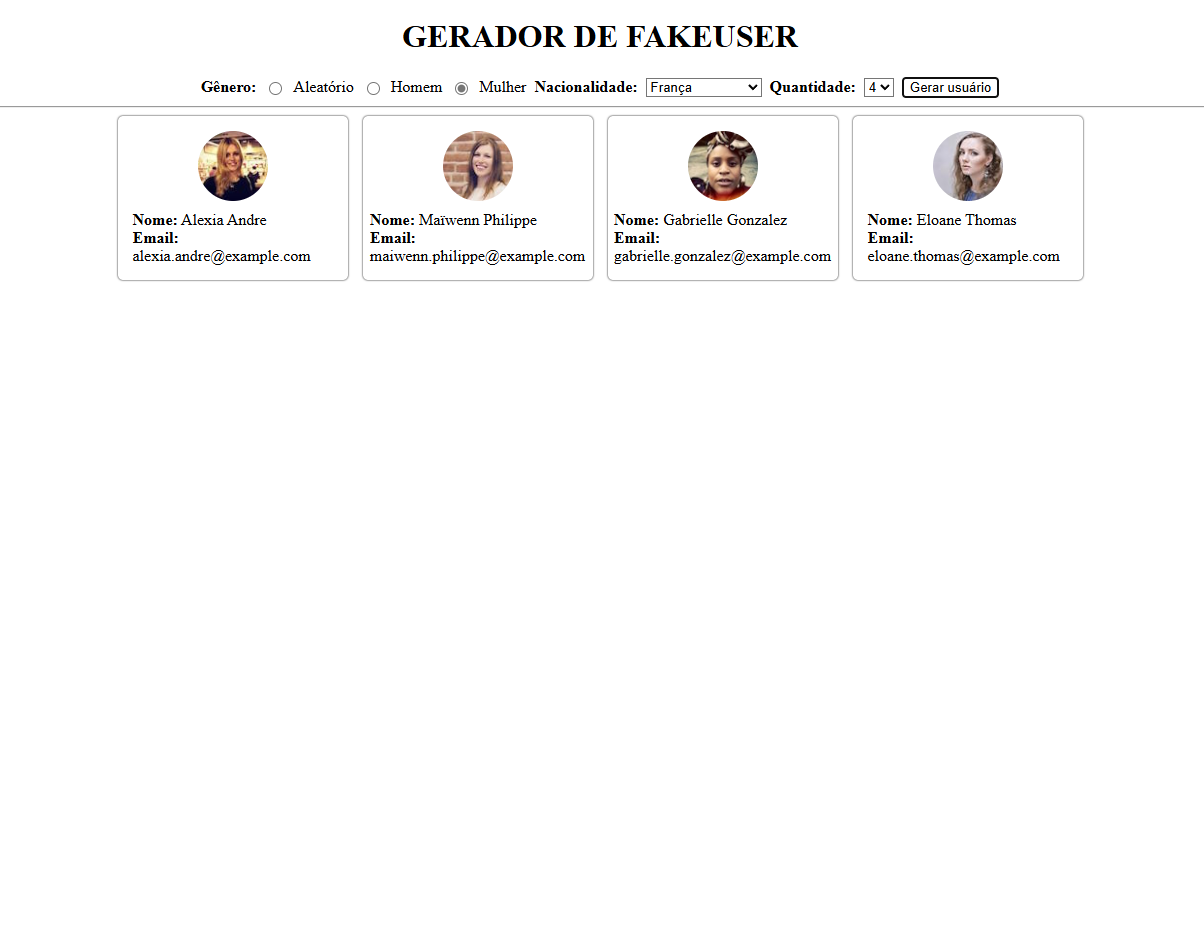 GERADOR DE FAKEUSER
Gênero: Aleatório Homem Mulher Nacionalidade: França Quantidade: 4 Gerar usuário
Nome: Alexia Andre
Email:
alexia.andre@example.com
Nome: Maïwenn Philippe
Email:
maiwenn.philippe@example.com
Nome: Gabrielle Gonzalez
Email:
gabrielle.gonzalez@example.com
Nome: Eloane Thomas
Email:
eloane.thomas@example.com